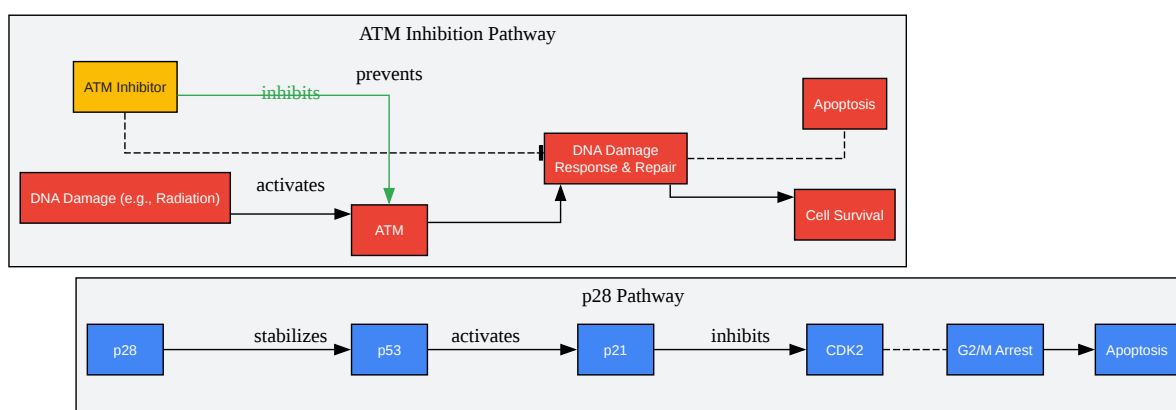 ATM Inhibition Pathway
prevents
ATM Inhibitor
inhibits
Apoptosis
DNA Damage
Response & Repair
activates
DNA Damage (e.g., Radiation)
ATM
Cell Survival
p28 Pathway
stabilizes
activates
inhibits
p28
p53
p21
CDK2
G2/M Arrest
Apoptosis